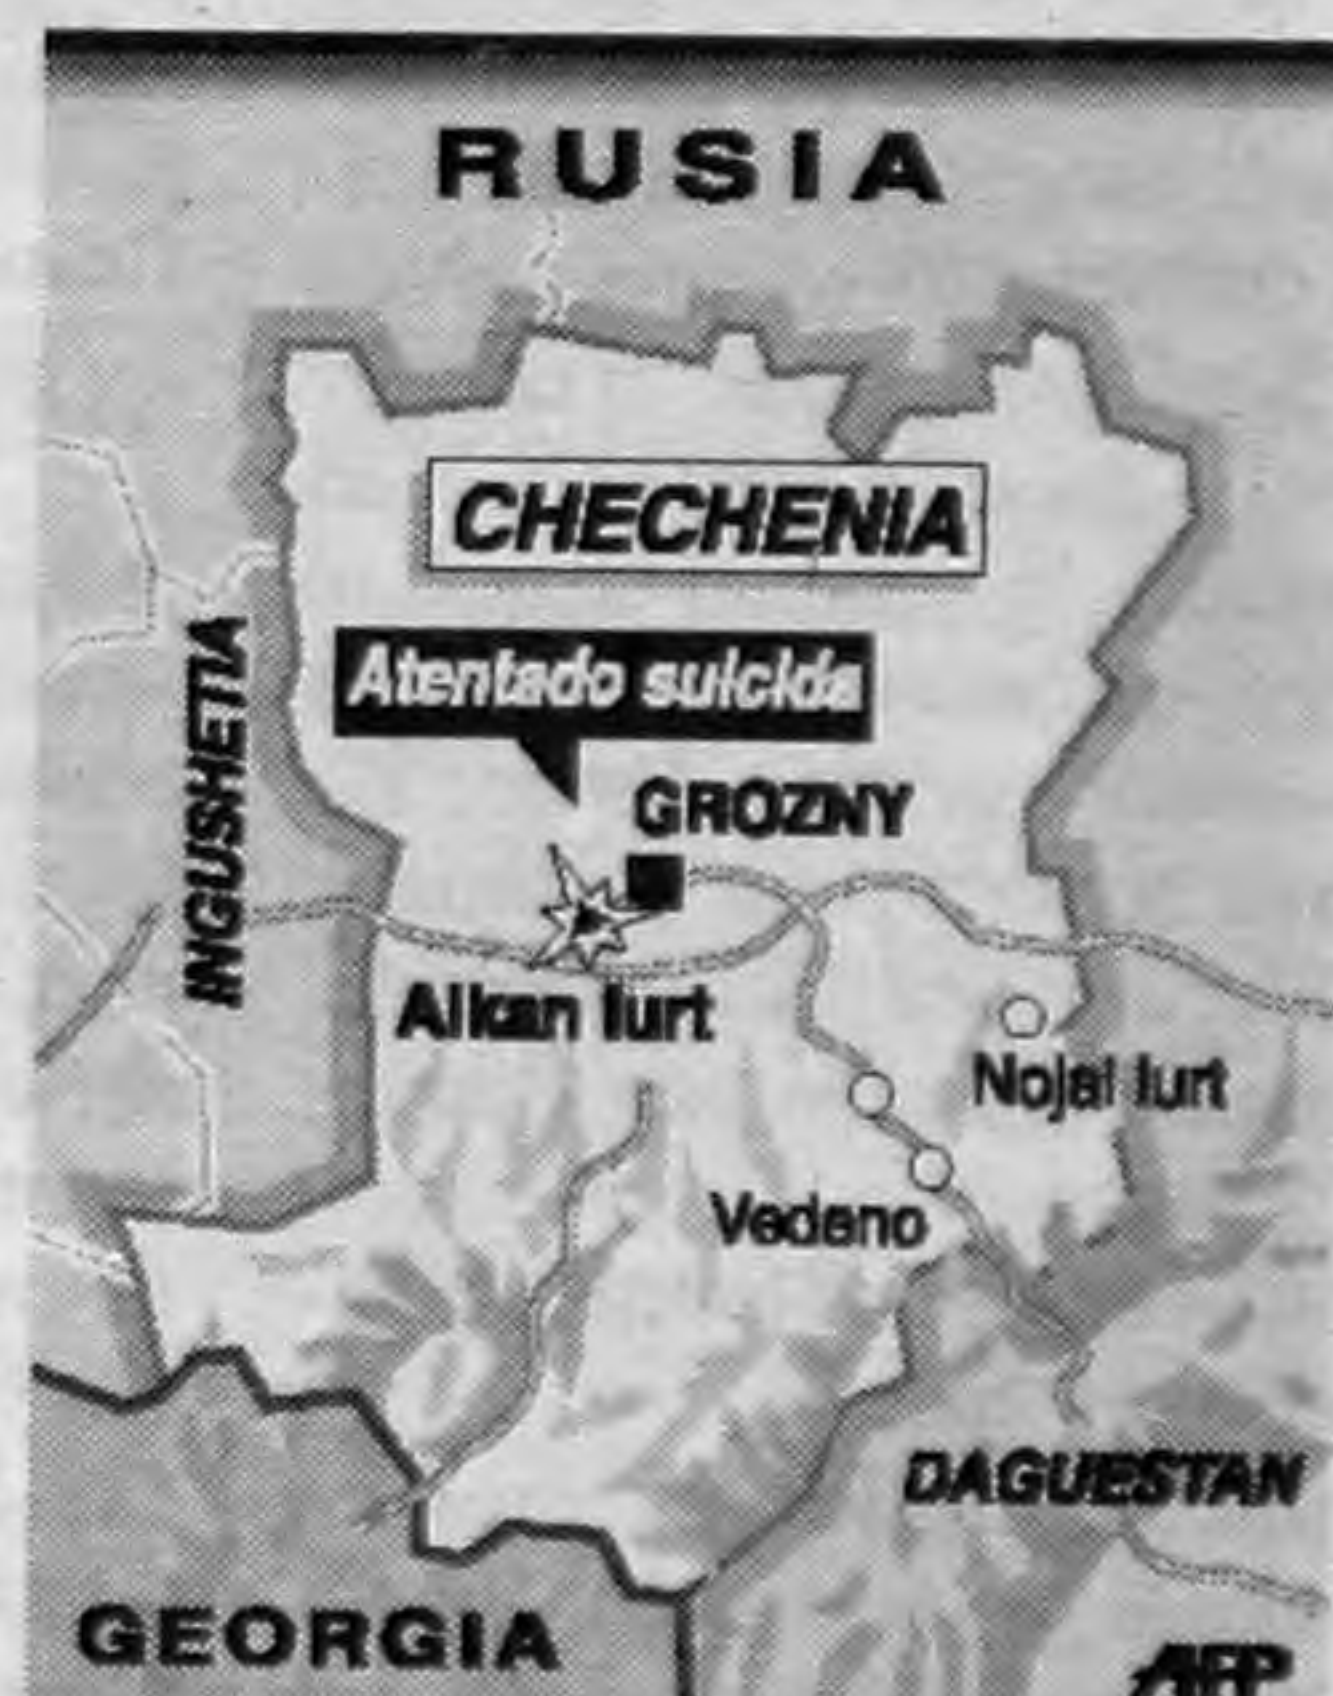 RUSIA
CHECHENIA
Atentado suicida
INGUSHETIA
GROZNY
Alkan Iurt
Nojai Iurt
Vedeno
DAGUESTAN
GEORGIA
AFP